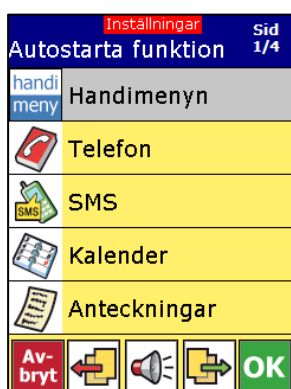 Inställningar
Autostarta funktion
Sid
1/4
handi
meny
Handimenyn
Telefon
SMS
SMS
Kalender
Anteckningar
Av-
bryt
OK